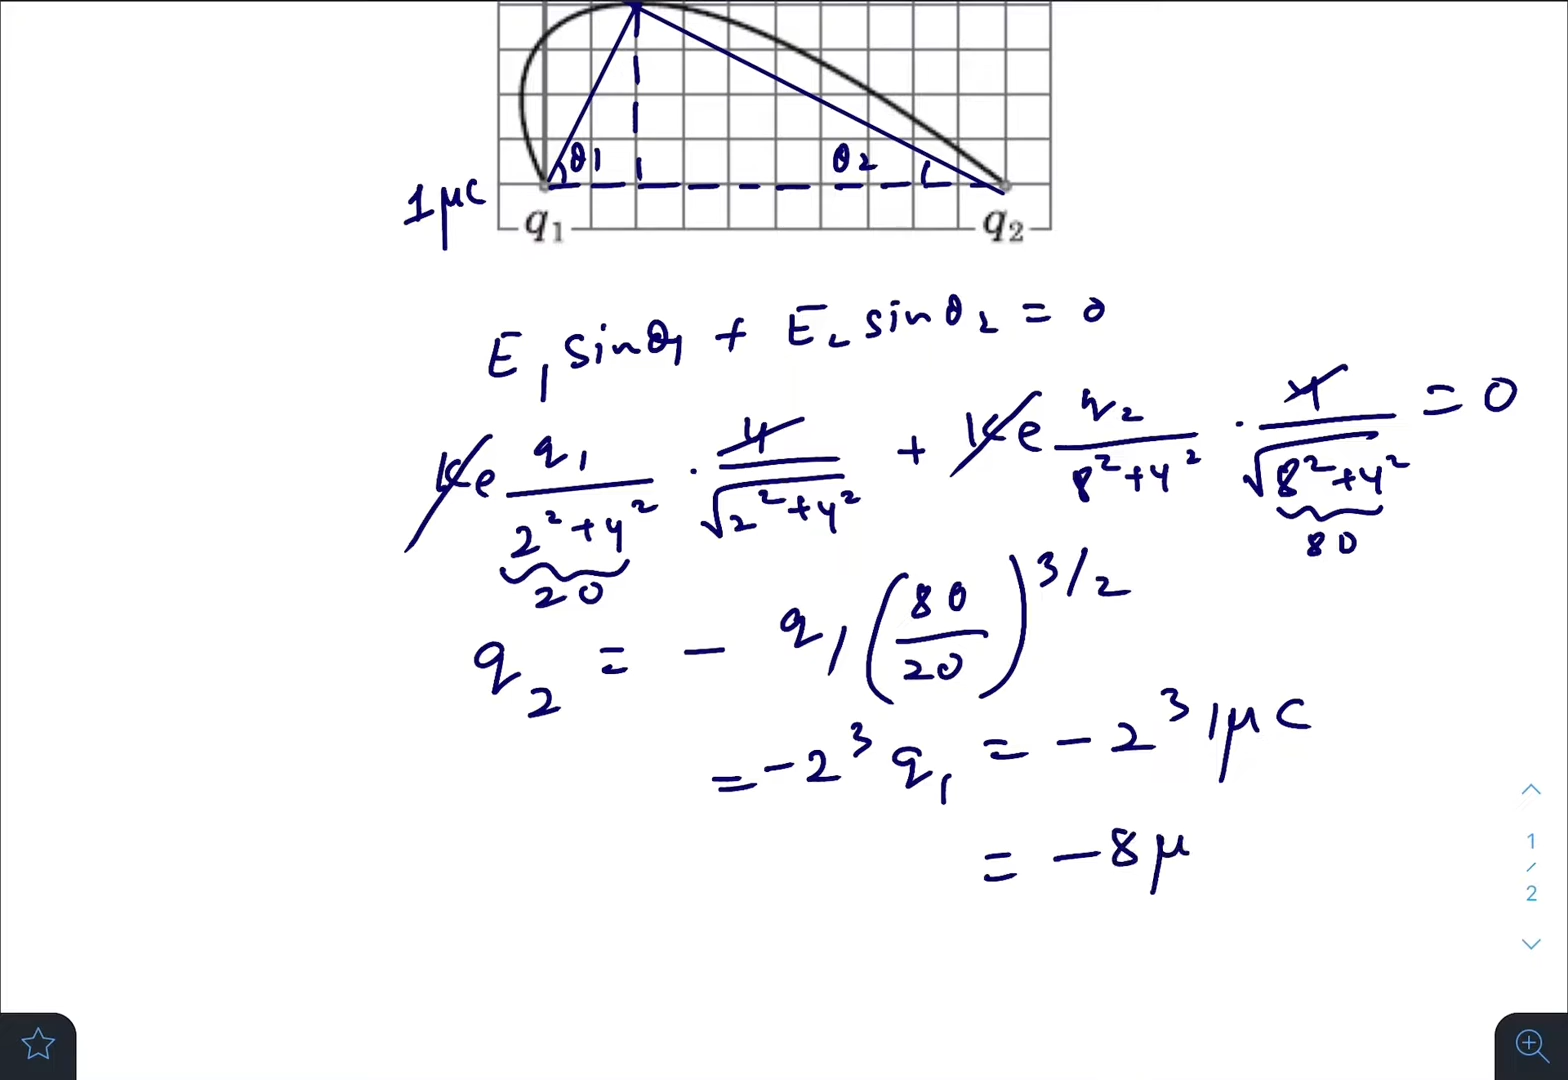 θ1 θ2
1μC
q1 q2
E1 sinθ1 + E2 sinθ2 = 0
Ke q1/(2²+4²) · 4/√(2²+4²) + Ke q2/(8²+4²) · 4/√(8²+4²) = 0
20 80
q2 = - q1 (80/20)^3/2
= -2³ q1 = -2³ 1μC
= -8μ
1
/
2